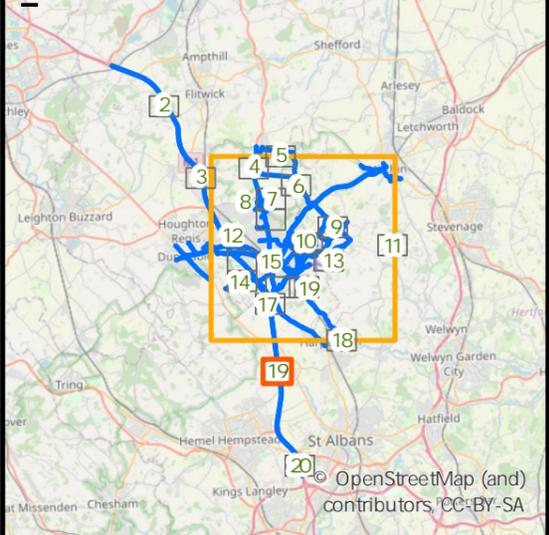 Ampthill
Shefford
Flitwick
Arlesey
2
Baldock
Letchworth
5
4
3
6
8
7
Leighton Buzzard
Houghton
Regis
9
Stevenage
12
10
11
15
13
14
19
17
18
Welwyn
Welwyn
Garden
City
19
Tring
Hatfield
Hemel Hempstead
St Albans
20
Kings Langley
© OpenStreetMap (and)
contributors, CC-BY-SA
Chesham